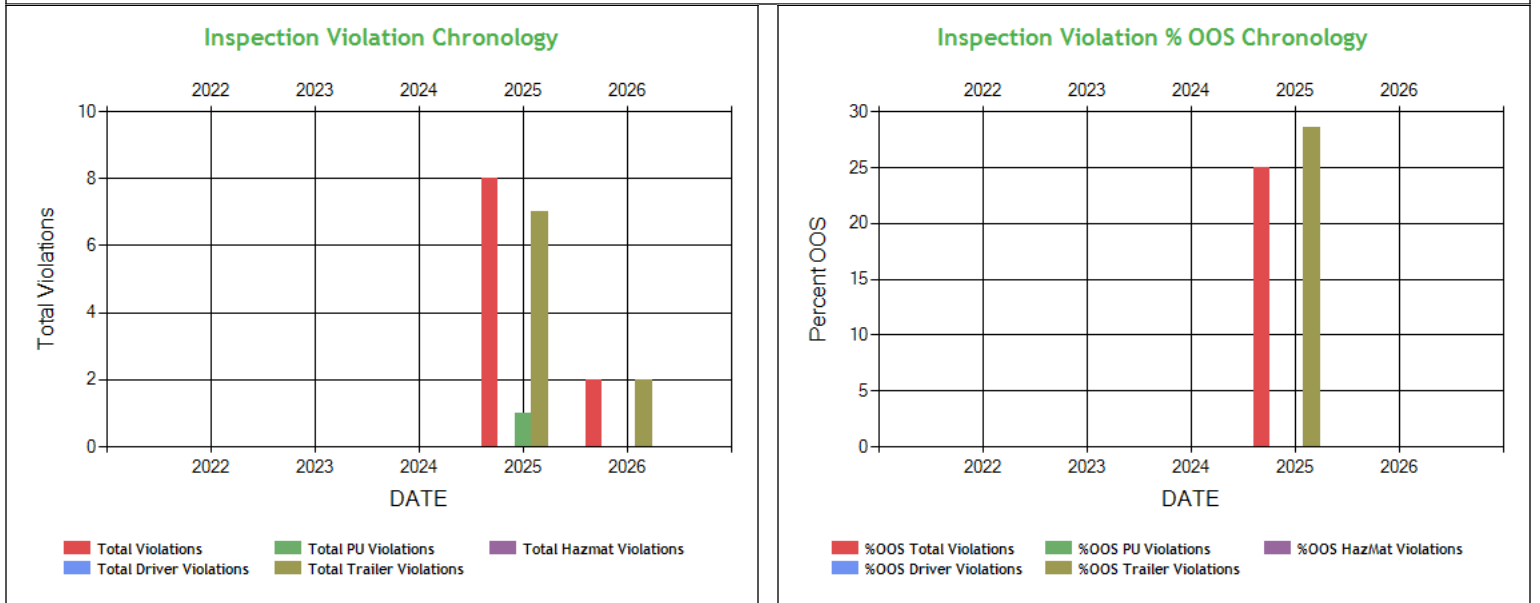 Inspection Violation Chronology
2022 2023 2024 2025 2026
10
8
6
4
2
0
Total Violations
2022 2023 2024 2025 2026
DATE
Total Violations Total PU Violations Total Hazmat Violations
Total Driver Violations Total Trailer Violations
Inspection Violation % OOS Chronology
2022 2023 2024 2025 2026
30
25
20
15
10
5
0
Percent OOS
2022 2023 2024 2025 2026
DATE
%OOS Total Violations %OOS PU Violations %OOS HazMat Violations
%OOS Driver Violations %OOS Trailer Violations